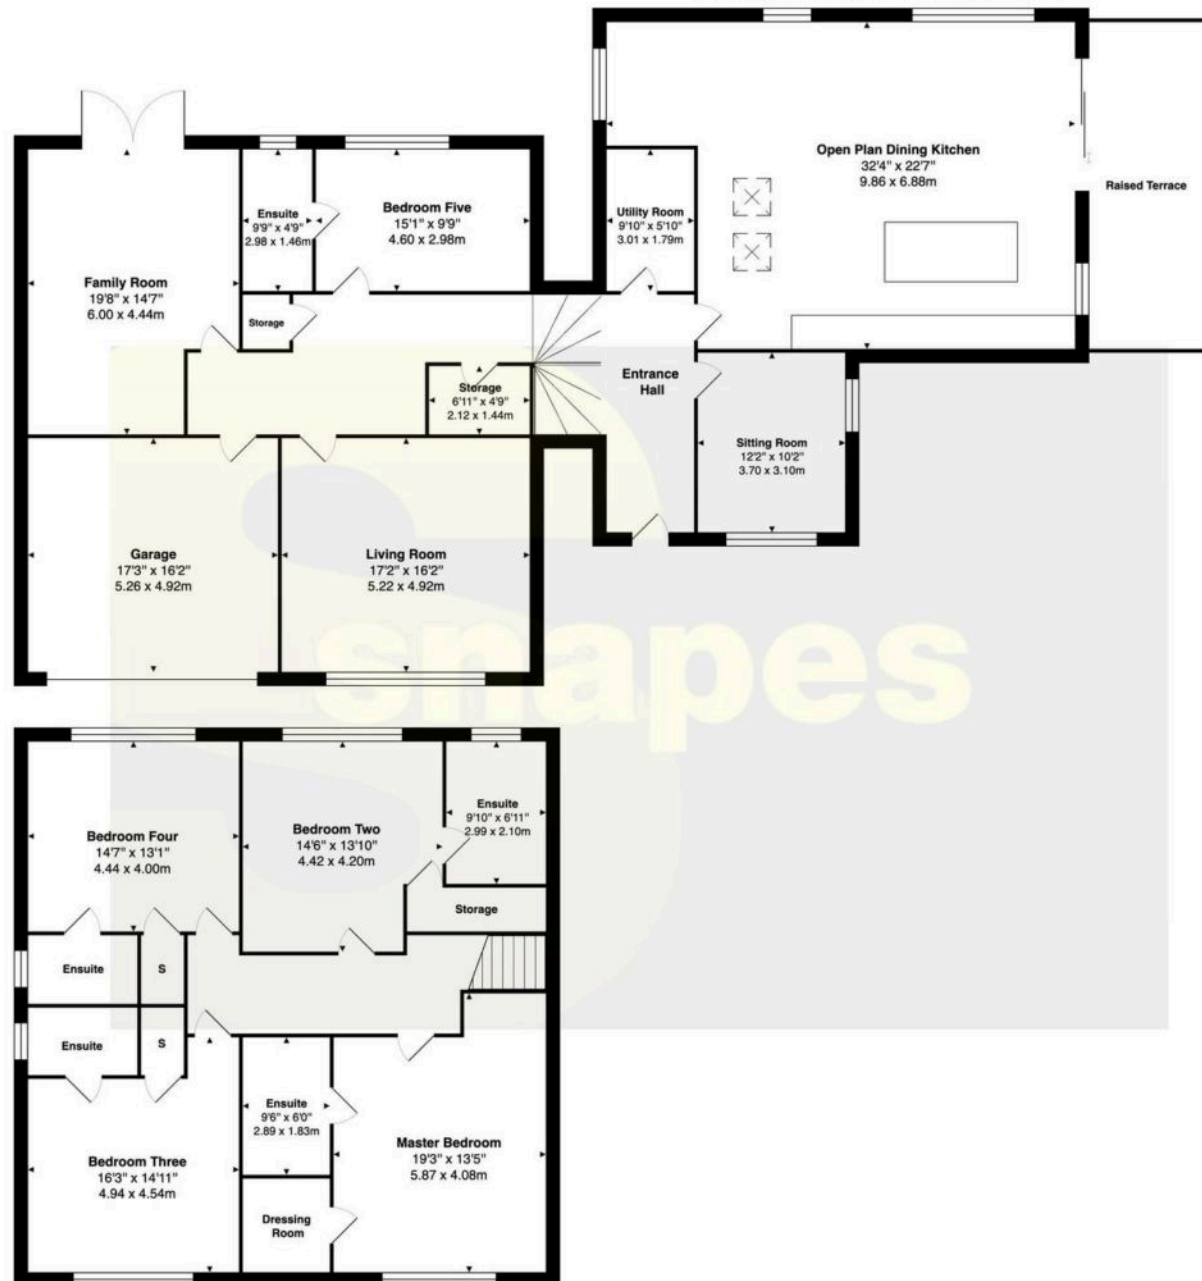 Open Plan Dining Kitchen
32'4" x 22'7"
9.86 x 6.88m
Raised Terrace
Utility Room
9'10" x 5'10"
3.01 x 1.79m
Ensuite
9'9" x 4'9"
2.98 x 1.46m
Bedroom Five
15'1" x 9'9"
4.60 x 2.98m
Family Room
19'8" x 14'7"
6.00 x 4.44m
Storage
Storage
6'11" x 4'9"
2.12 x 1.44m
Entrance
Hall
Sitting Room
12'2" x 10'2"
3.70 x 3.10m
Garage
17'3" x 16'2"
5.26 x 4.92m
Living Room
17'2" x 16'2"
5.22 x 4.92m
snapes
Bedroom Four
14'7" x 13'1"
4.44 x 4.00m
Bedroom Two
14'6" x 13'10"
4.42 x 4.20m
Ensuite
9'10" x 6'11"
2.99 x 2.10m
Storage
Ensuite
S
Ensuite
S
Bedroom Three
16'3" x 14'11"
4.94 x 4.54m
Ensuite
9'6" x 6'0"
2.89 x 1.83m
Master Bedroom
19'3" x 13'5"
5.87 x 4.08m
Dressing
Room